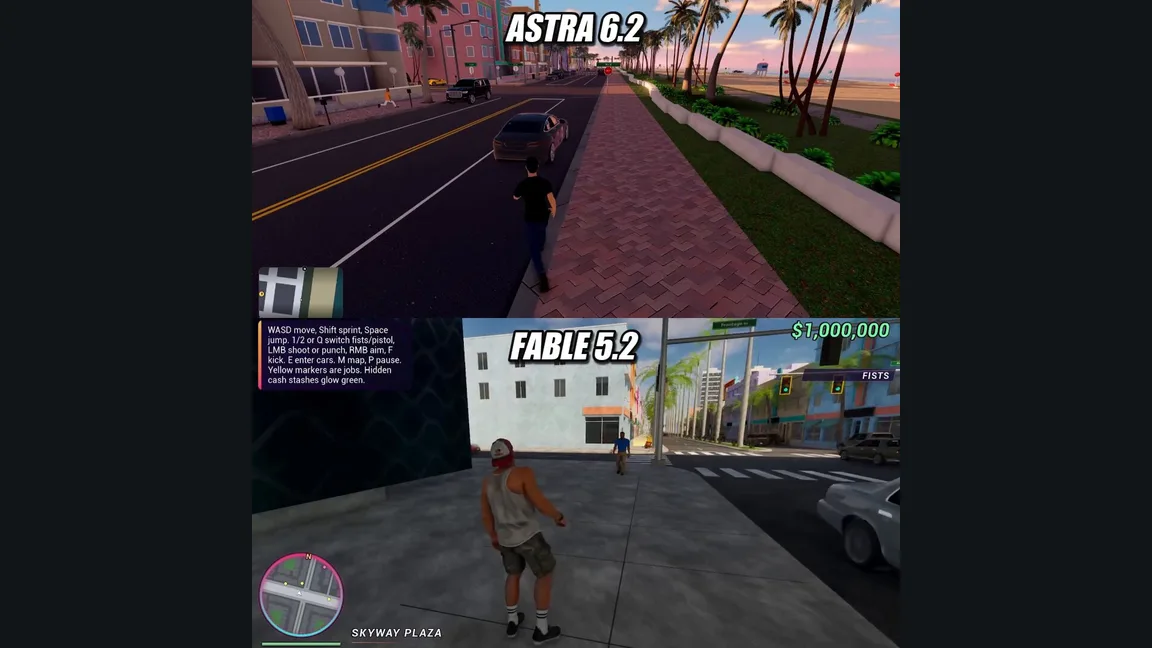 ASTRA 6.2
WASD move, Shift sprint, Space
jump. 1/2 or Q switch fists/pistol,
LMB shoot or punch, RMB aim, F
kick. E enter cars. M map, P pause.
Yellow markers are jobs. Hidden
cash stashes glow green.
FABLE 5.2
$1,000,000
FISTS
N
SKYWAY PLAZA